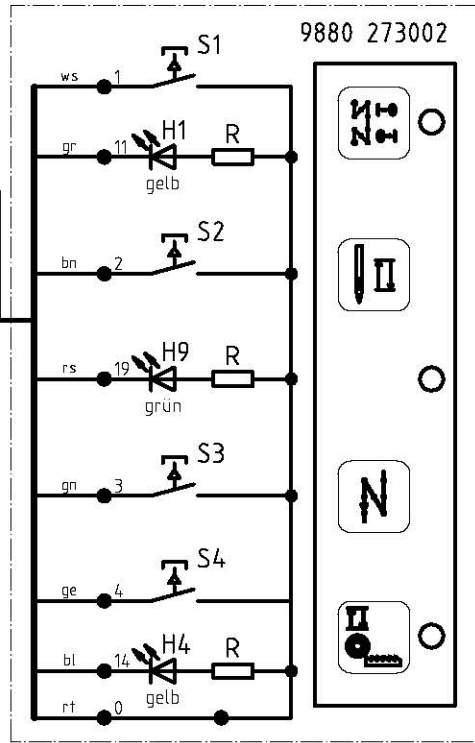 9880 273002
S1
ws 1
H1 R
gr 11
gelb
S2
bn 2
H9 R
rs 19
grün
S3
gn 3
S4
ge 4
H4 R
bl 14
gelb
rt 0